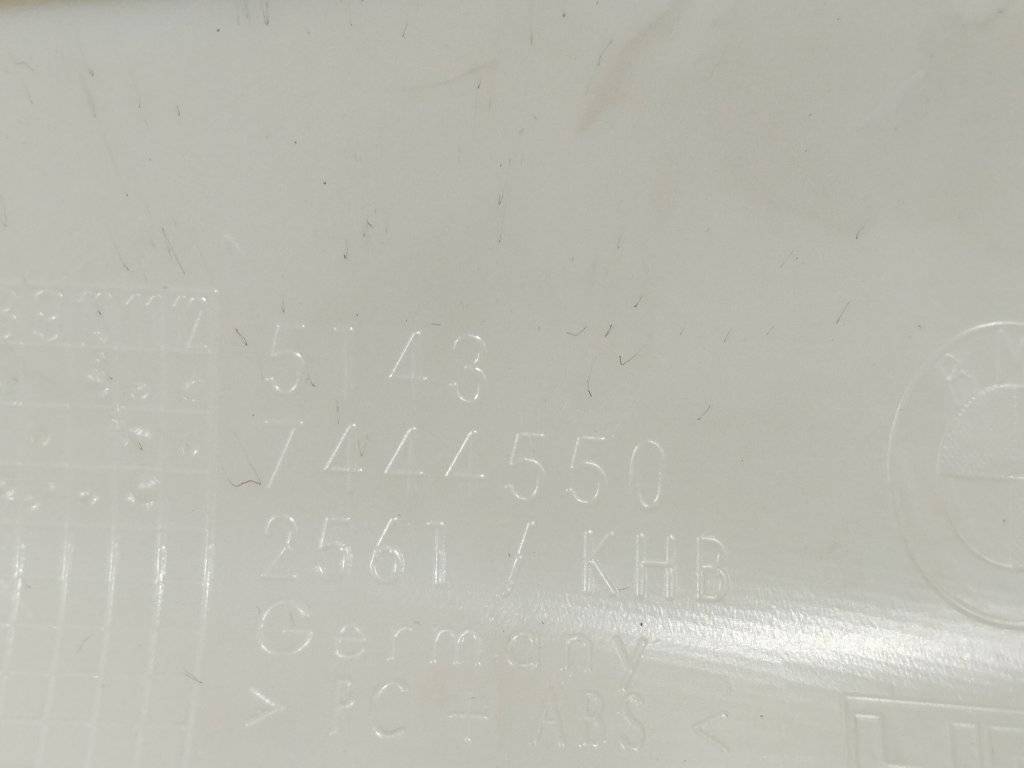 5143
7444550
2561 / KHB
Germany
> PC + ABS <